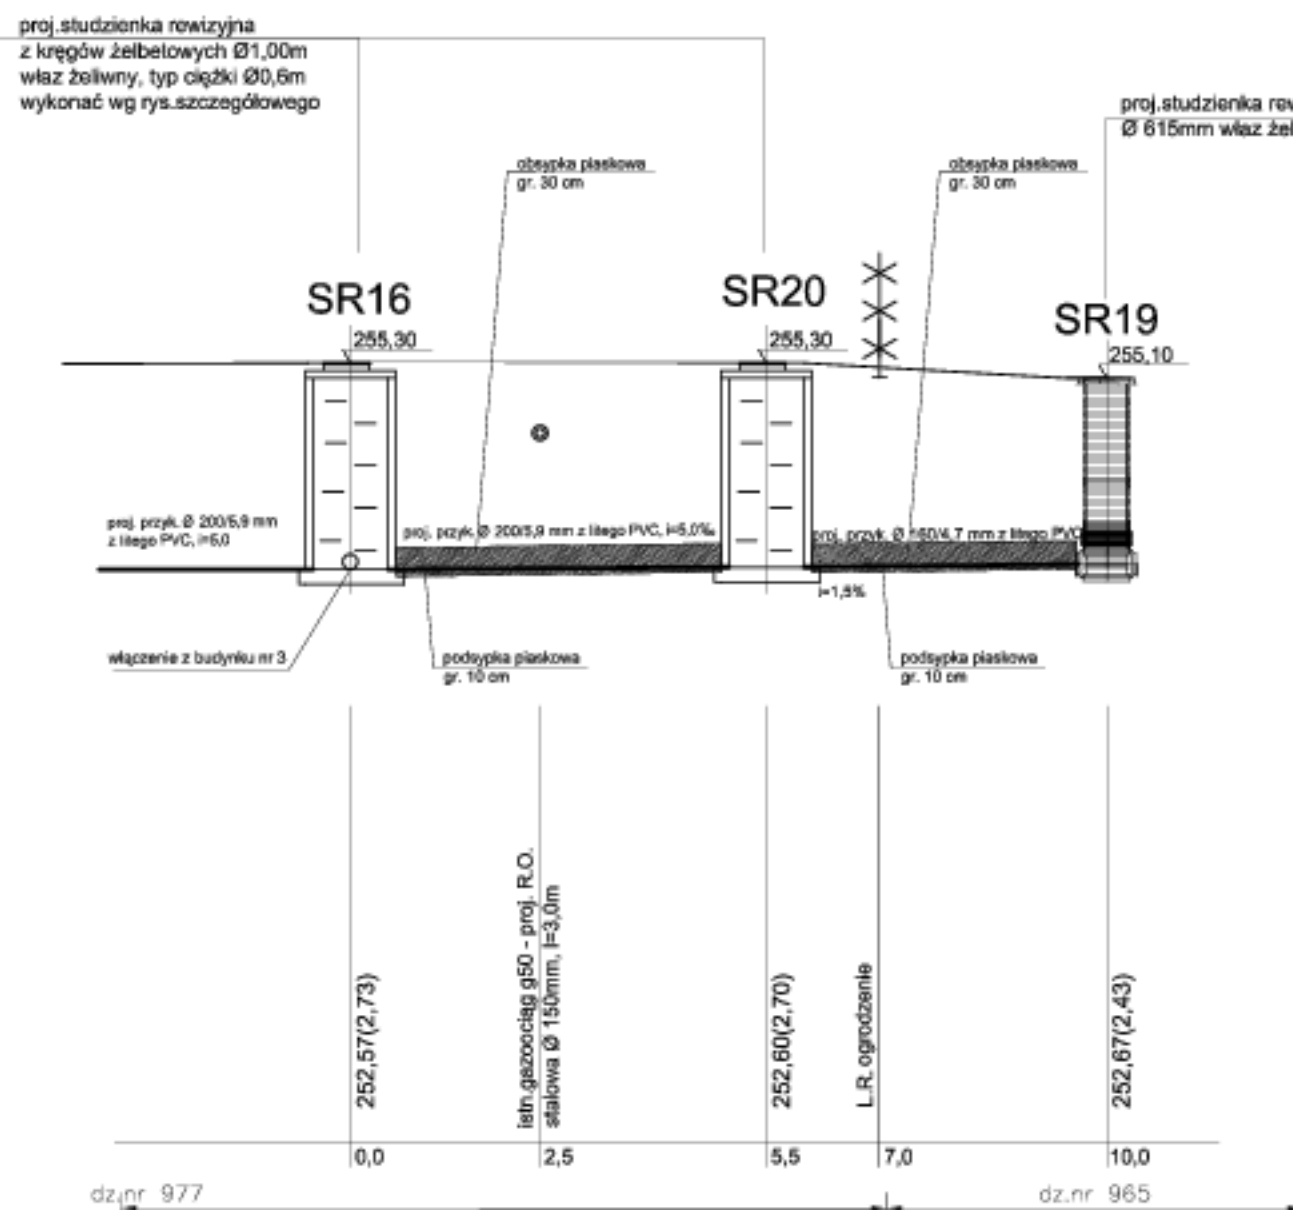 proj.studzienka rewizyjna
z kręgów żelbetowych Ø1,00m
właz żeliwny, typ ciężki Ø0,6m
wykonać wg rys.szczegółowego
proj.studzienka
Ø 615mm właz
obsypka piaskowa
gr. 30 cm
obsypka piaskowa
gr. 30 cm
SR16
SR20
SR19
255,30
255,30
255,10
proj. przyk. Ø 200/5,9 mm
z litego PVC, i=5,0
proj. przyk. Ø 200/5,9 mm z litego PVC, i=5,0‰
proj. przyk. Ø 160/4,7 mm z litego PVC
i=1,5%
włączenie z budynku nr 3
podsypka piaskowa
gr. 10 cm
podsypka piaskowa
gr. 10 cm
252,57(2,73)
istn.gazociąg g50 - proj. R.O.
stalowa Ø 150mm, l=3,0m
252,60(2,70)
L.R. ogrodzenie
252,67(2,43)
0,0
2,5
5,5
7,0
10,0
dz.nr 977
dz.nr 965